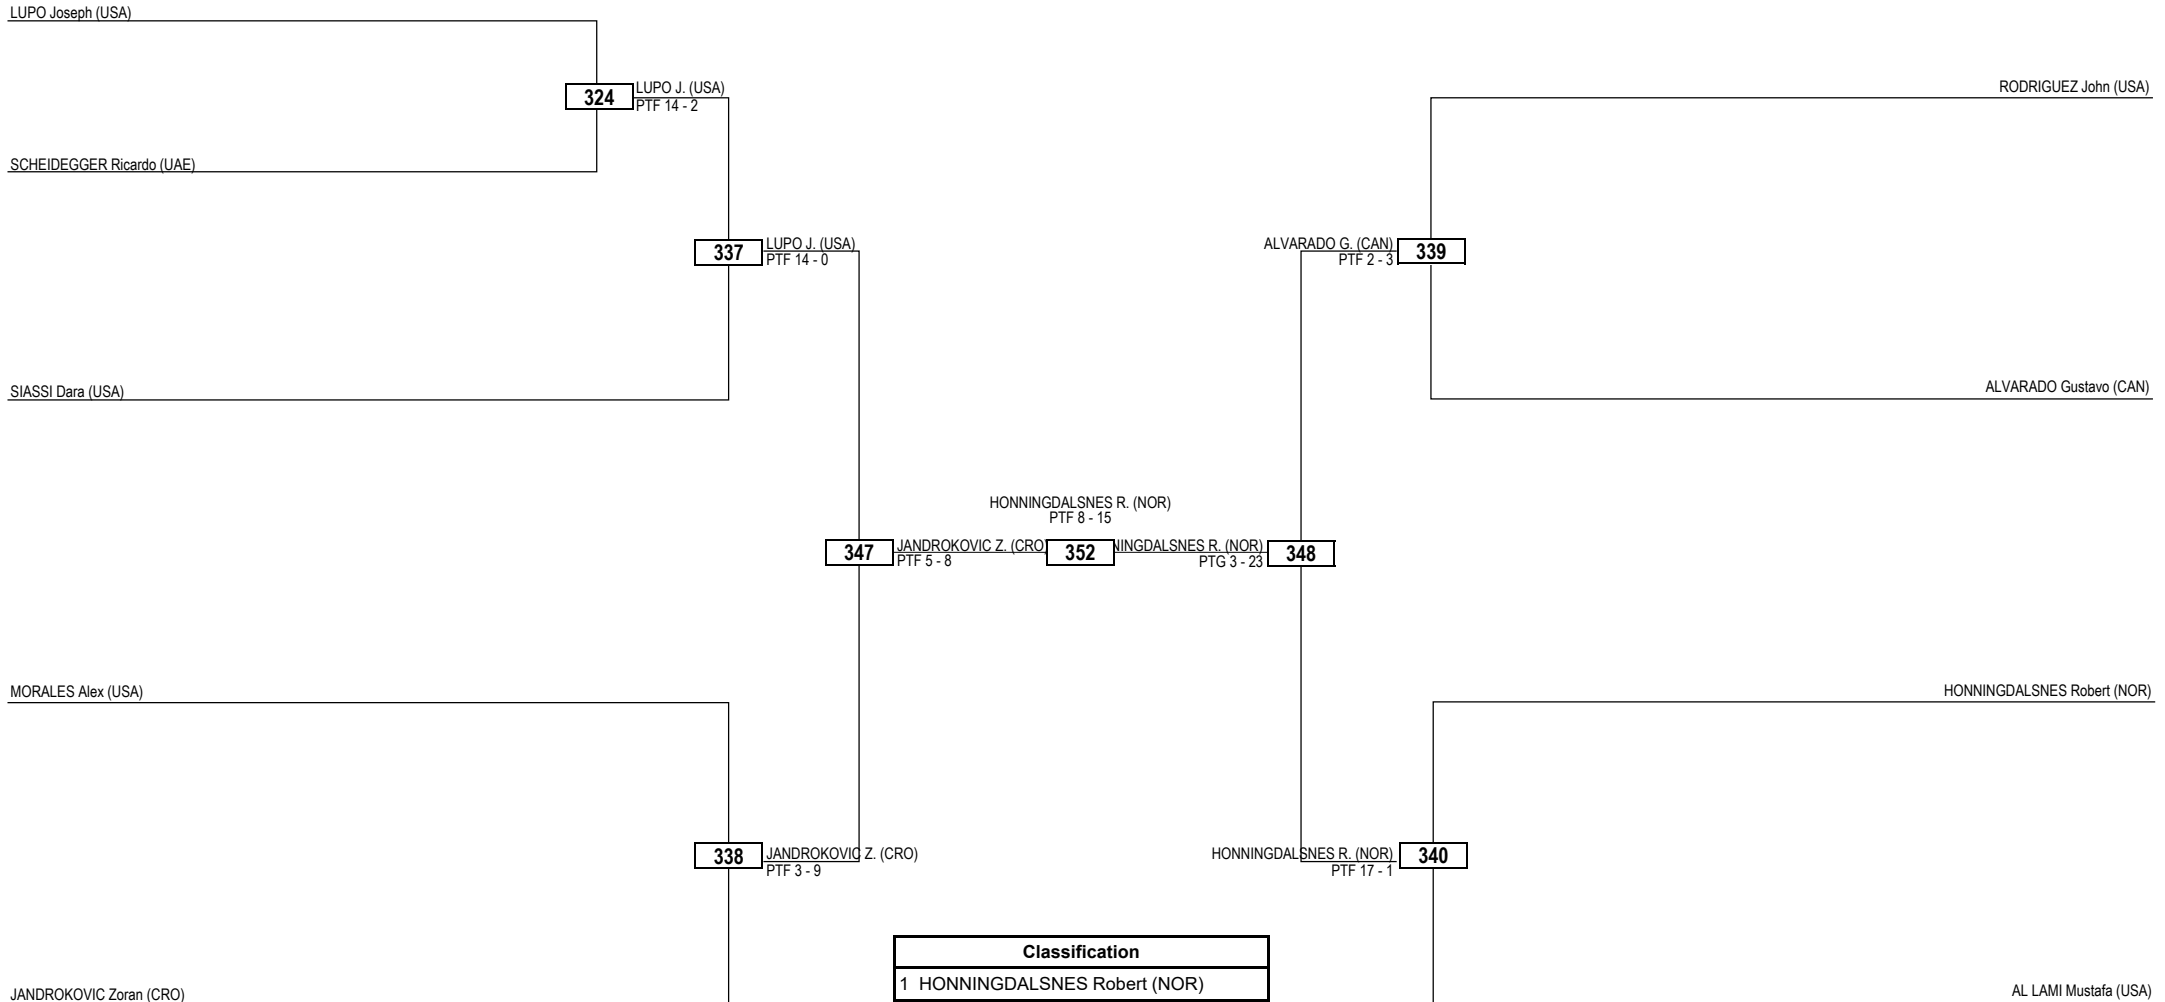 LUPO Joseph (USA)
324
LUPO J. (USA)
PTF 14 - 2
SCHEIDEGGER Ricardo (UAE)
337
LUPO J. (USA)
PTF 14 - 0
SIASSI Dara (USA)
RODRIGUEZ John (USA)
ALVARADO G. (CAN)
PTF 2 - 3
339
ALVARADO Gustavo (CAN)
HONNINGDALSNES R. (NOR)
PTF 8 - 15
347
JANDROKOVIC Z. (CRO)
PTF 5 - 8
352
NINGDALSNES R. (NOR)
PTG 3 - 23
348
MORALES Alex (USA)
338
JANDROKOVIC Z. (CRO)
PTF 3 - 9
JANDROKOVIC Zoran (CRO)
HONNINGDALSNES Robert (NOR)
HONNINGDALSNES R. (NOR)
PTF 17 - 1
340
AL LAMI Mustafa (USA)
Classification
1 HONNINGDALSNES Robert (NOR)